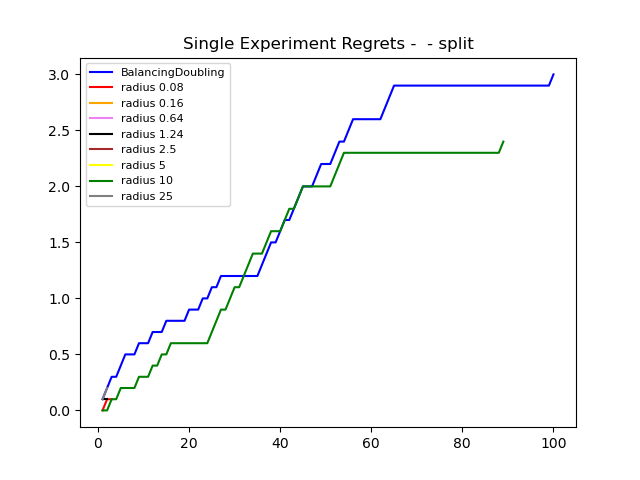 Single Experiment Regrets -  - split
3.0
2.5
2.0
1.5
1.0
0.5
0.0
BalancingDoubling
radius 0.08
radius 0.16
radius 0.64
radius 1.24
radius 2.5
radius 5
radius 10
radius 25
0 20 40 60 80 100